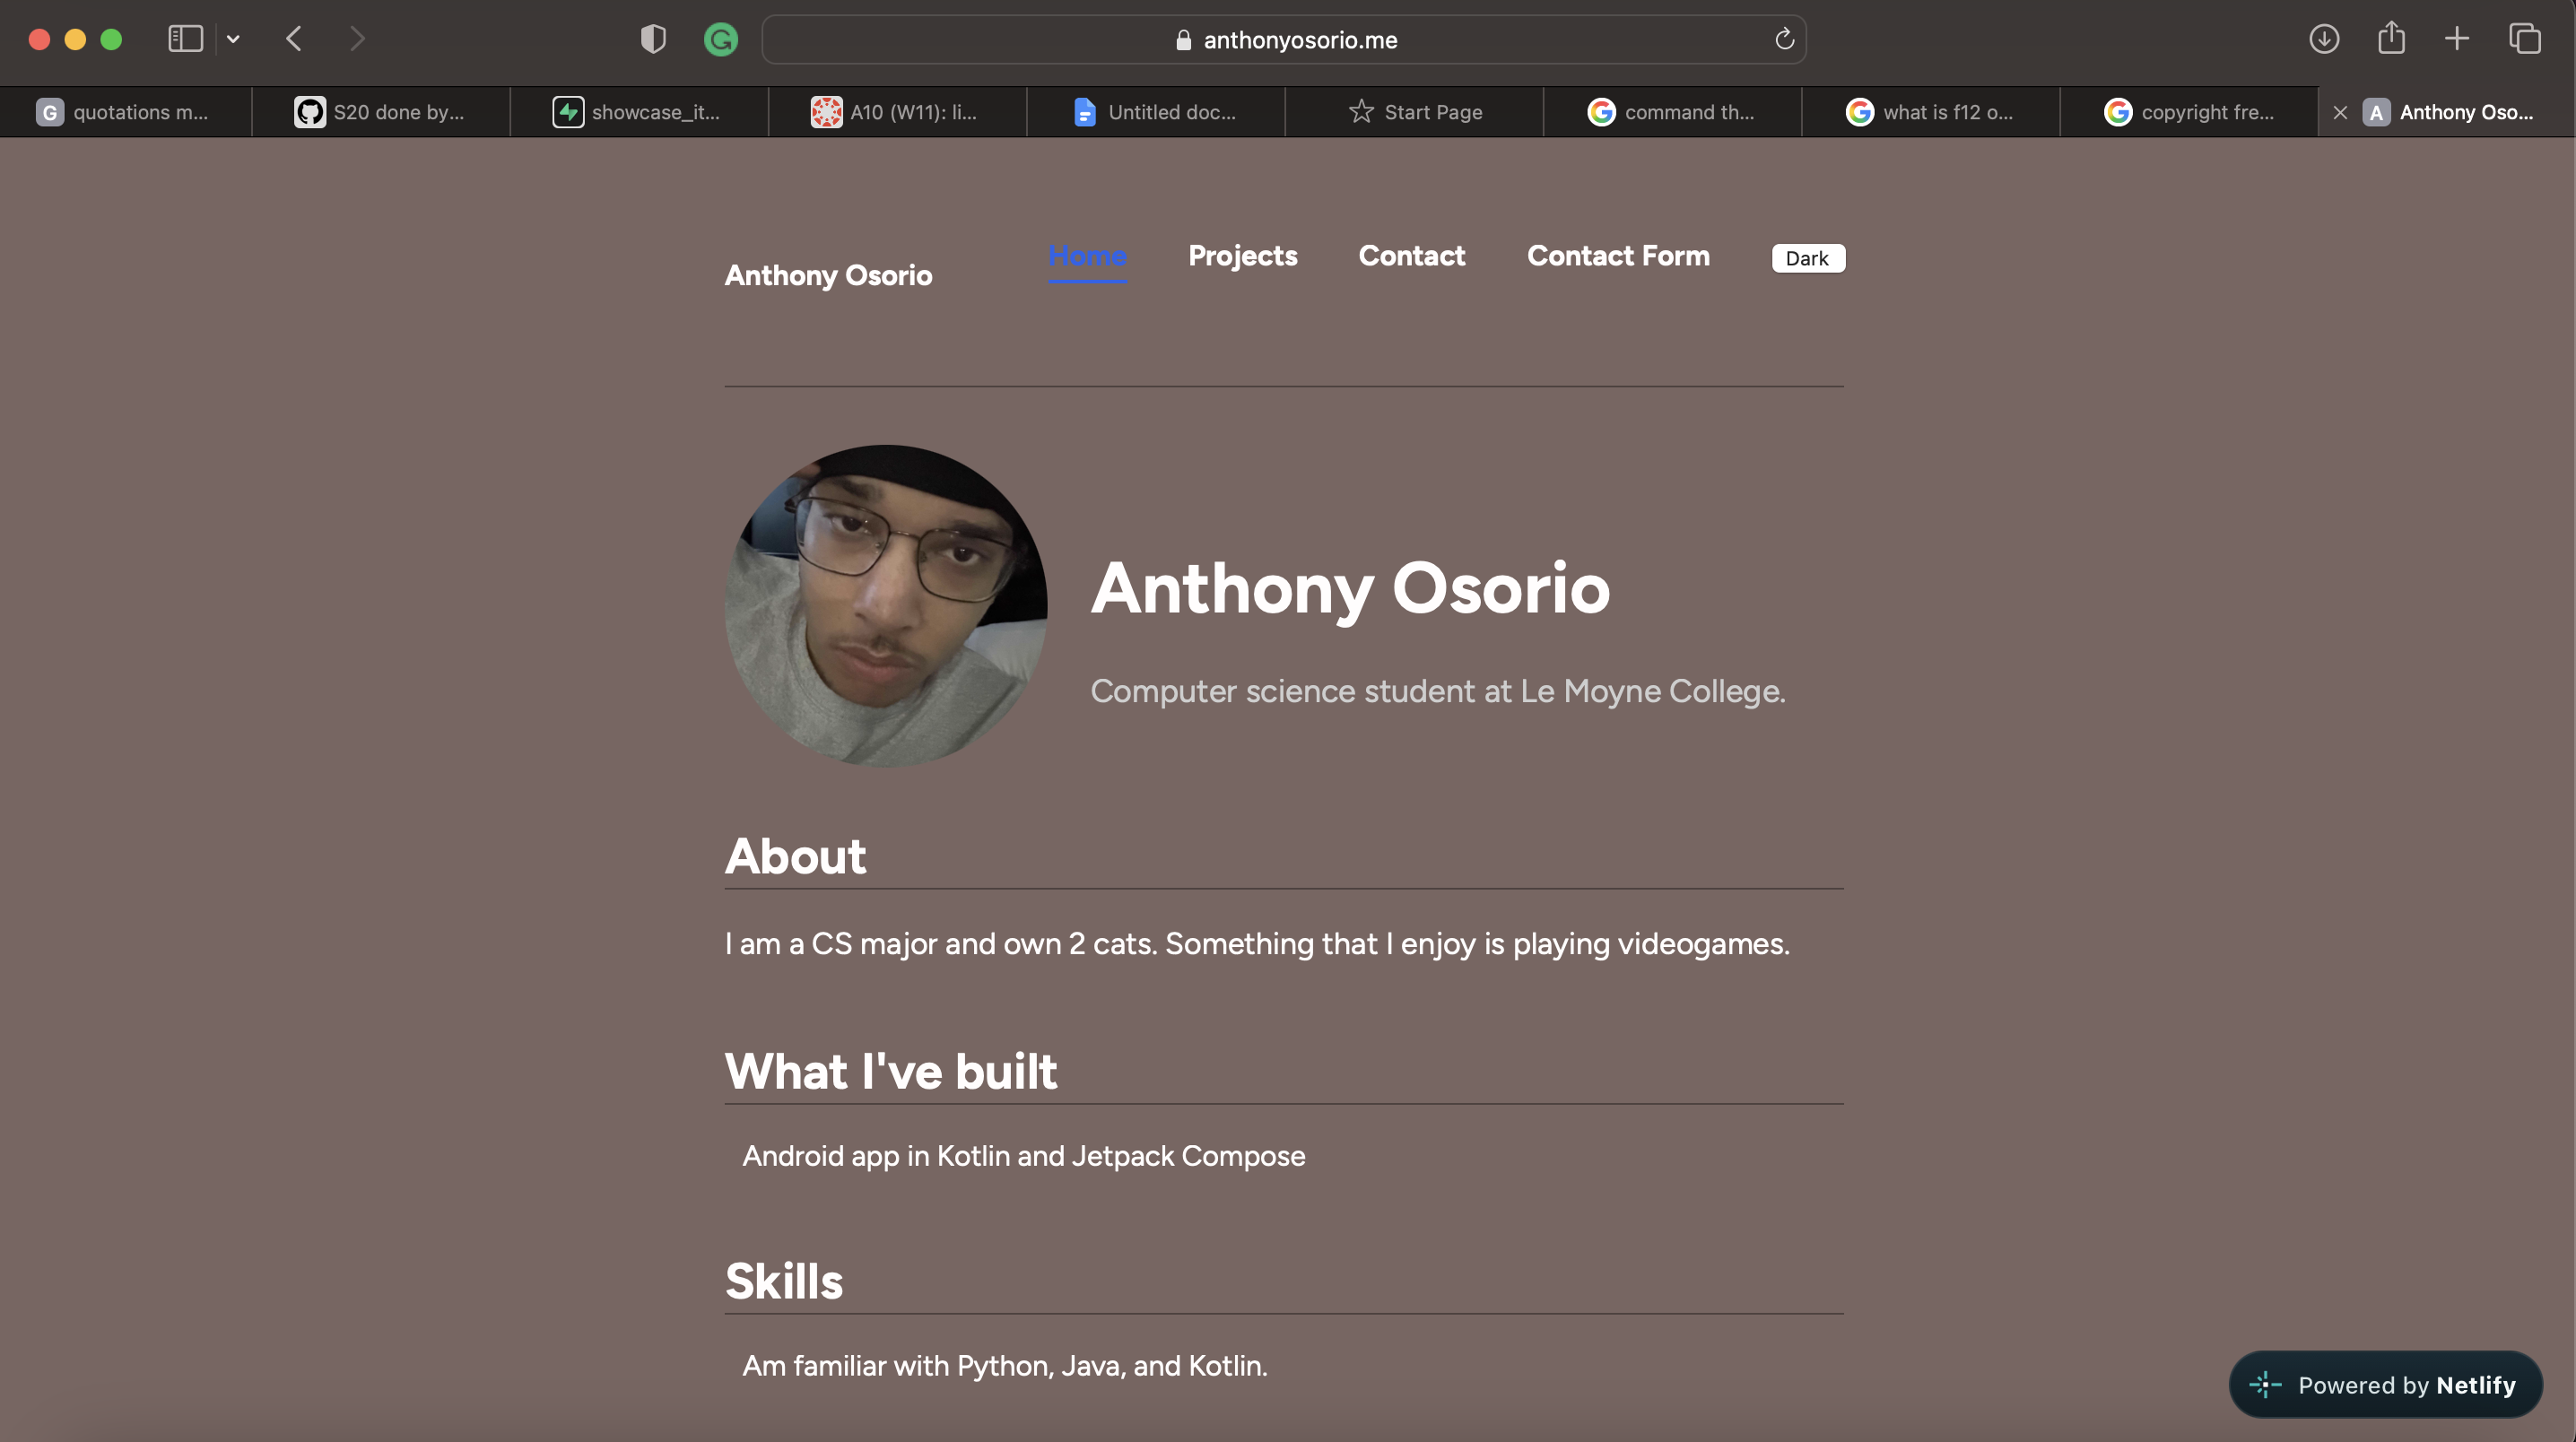 anthonyosorio.me
G quotations m...
S20 done by...
showcase_it...
A10 (W11): li...
Untitled doc...
Start Page
command th...
what is f12 o...
copyright fre...
A Anthony Oso...
Anthony Osorio
Home
Projects
Contact
Contact Form
Dark
Anthony Osorio
Computer science student at Le Moyne College.
About
I am a CS major and own 2 cats. Something that I enjoy is playing videogames.
What I've built
Android app in Kotlin and Jetpack Compose
Skills
Am familiar with Python, Java, and Kotlin.
Powered by Netlify